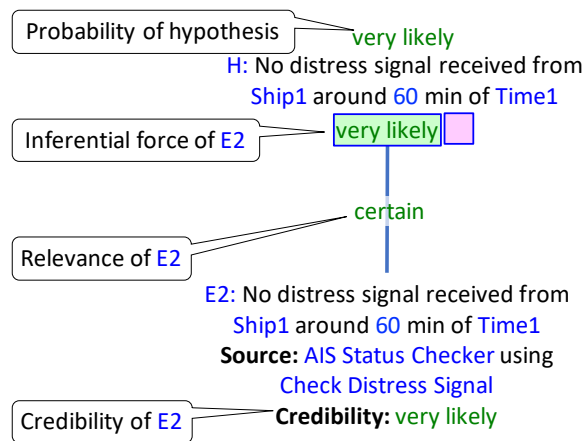 Probability of hypothesis
very likely
H: No distress signal received from
Ship1 around 60 min of Time1
Inferential force of E2
very likely
certain
Relevance of E2
E2: No distress signal received from
Ship1 around 60 min of Time1
Source: AIS Status Checker using
Check Distress Signal
Credibility of E2
Credibility: very likely